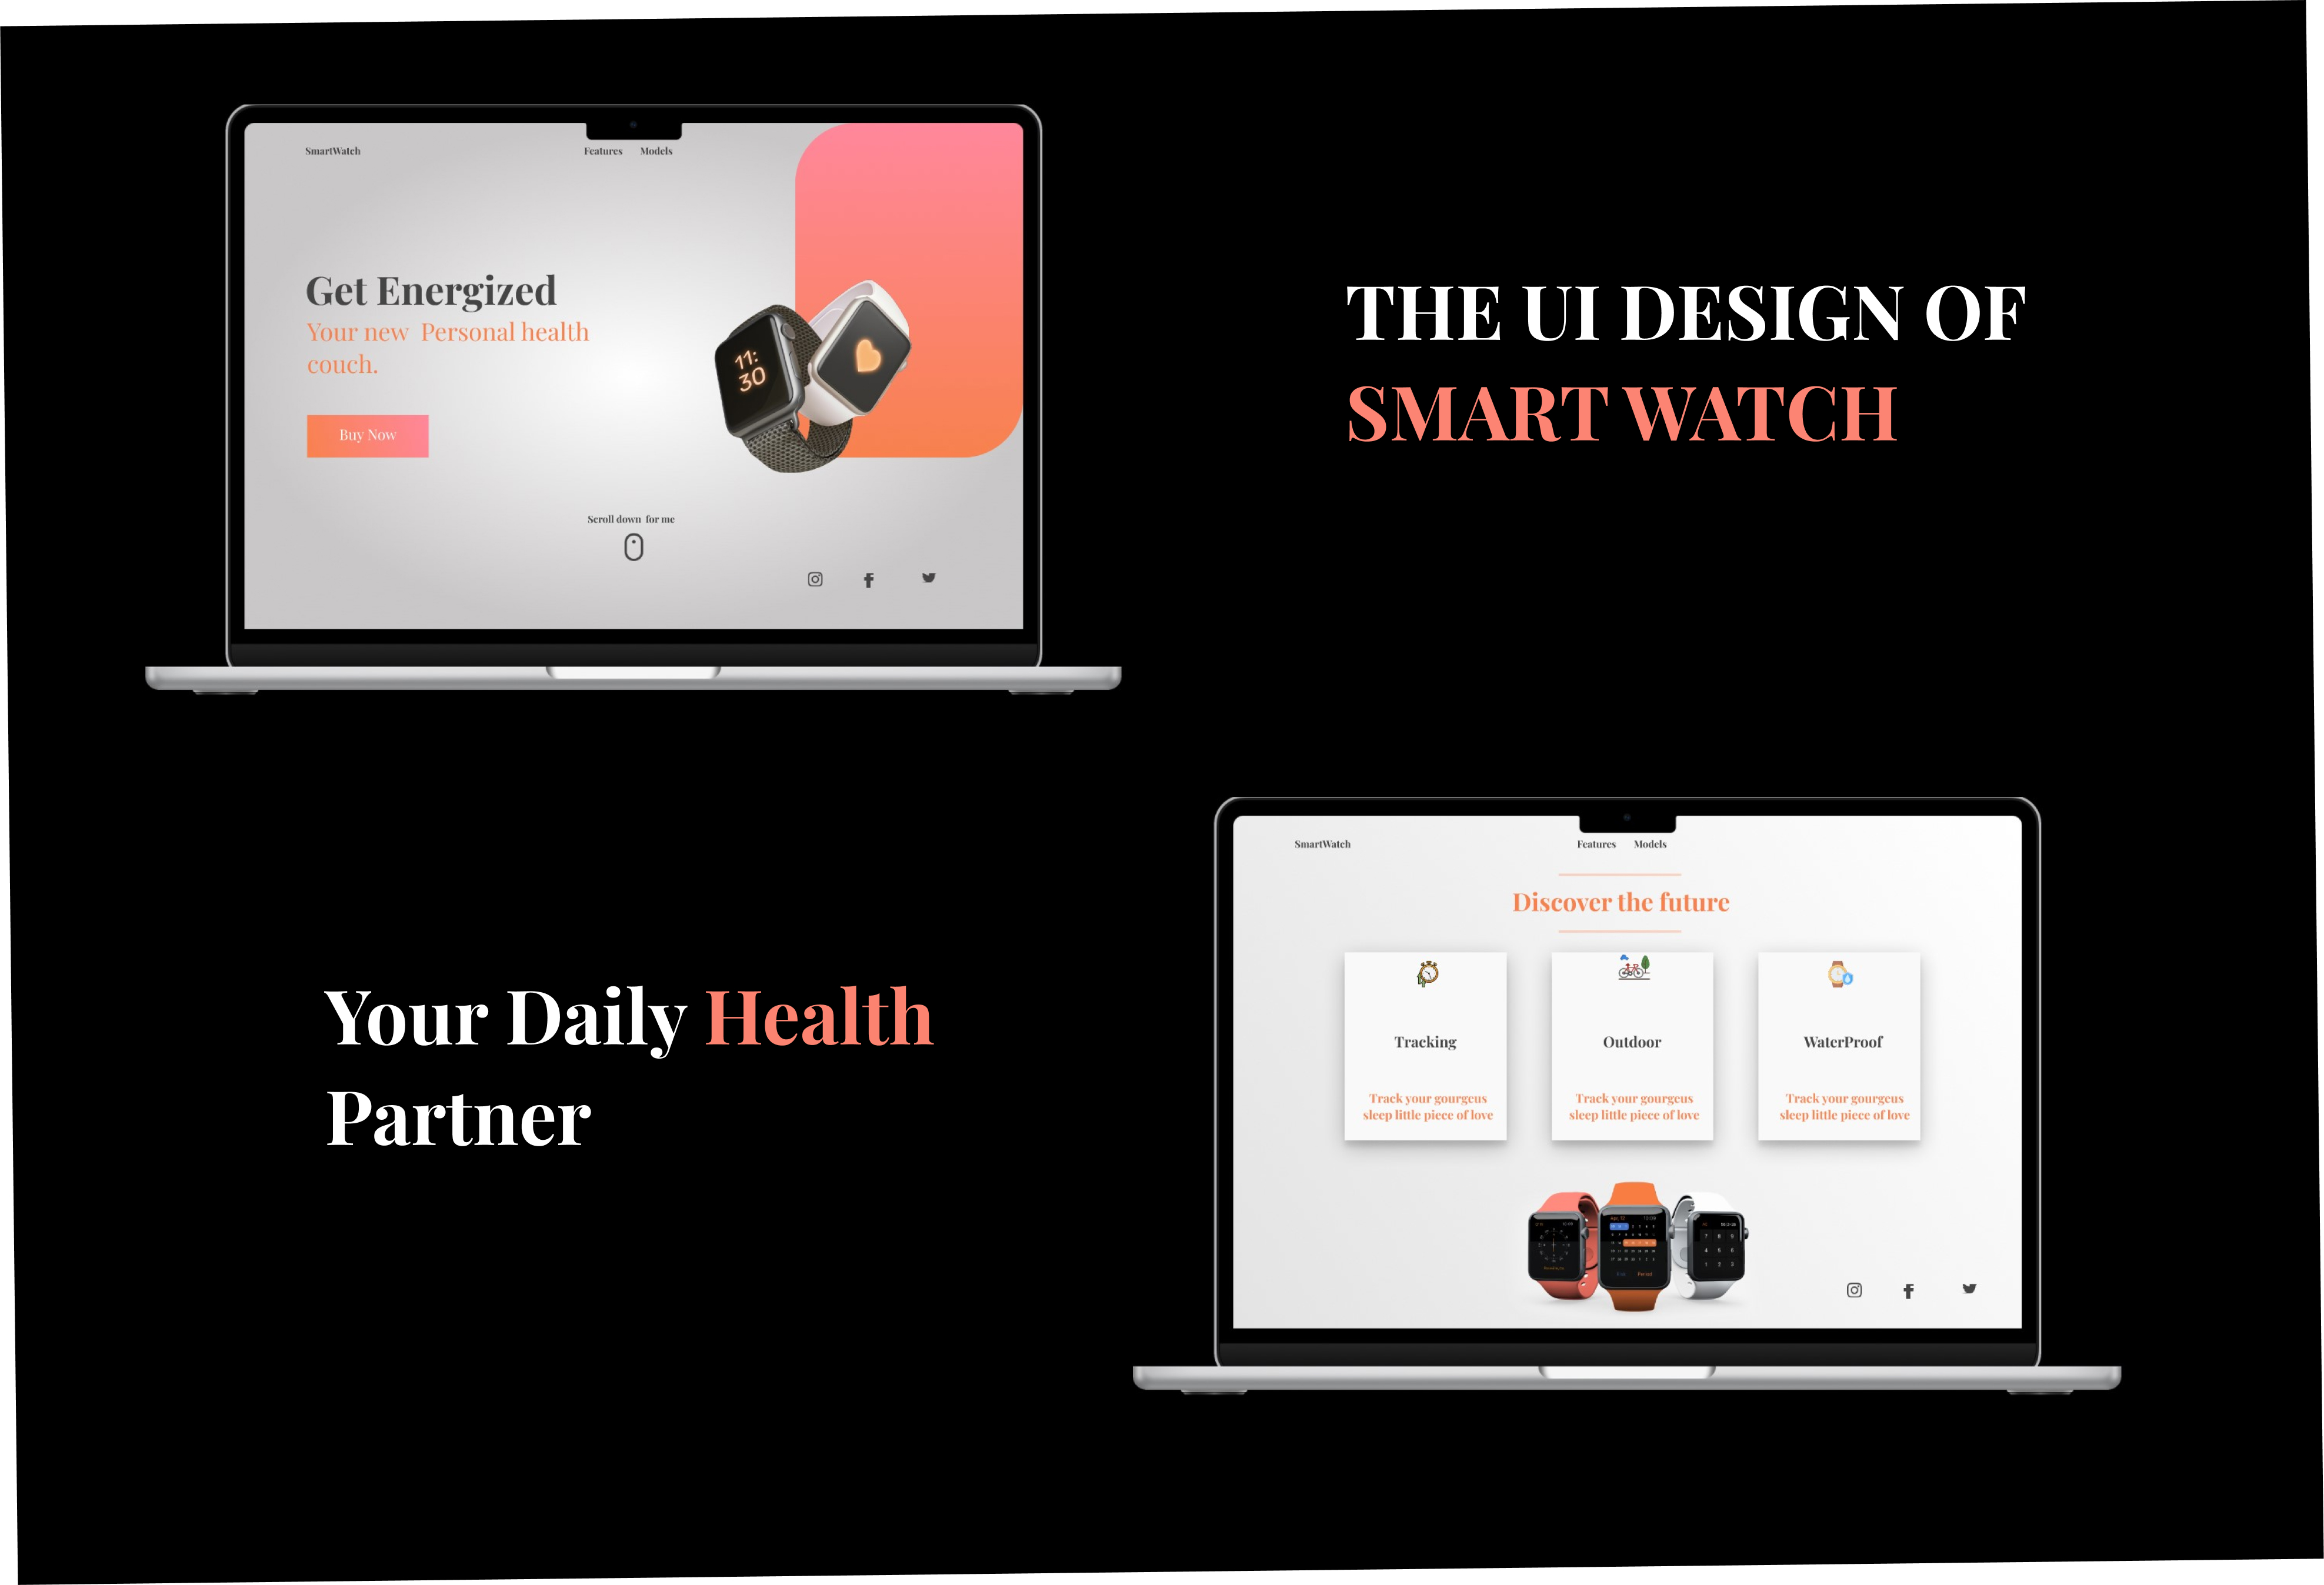 SmartWatch
Features Models
Get Energized
Your new Personal health
couch.
Buy Now
11:
30
Scroll down for me
THE UI DESIGN OF
SMART WATCH
Your Daily Health
Partner
SmartWatch
Features Models
Discover the future
Tracking
Track your gourgeus
sleep little piece of love
Outdoor
Track your gourgeus
sleep little piece of love
WaterProof
Track your gourgeus
sleep little piece of love